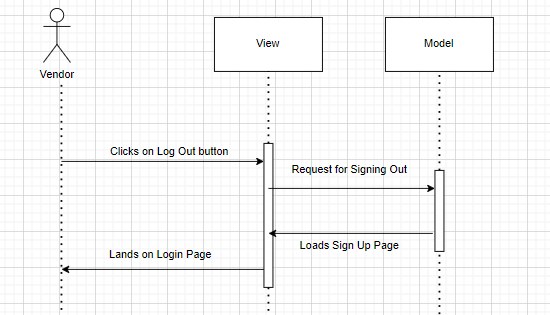 View
Model
Vendor
Clicks on Log Out button
Request for Signing Out
Loads Sign Up Page
Lands on Login Page